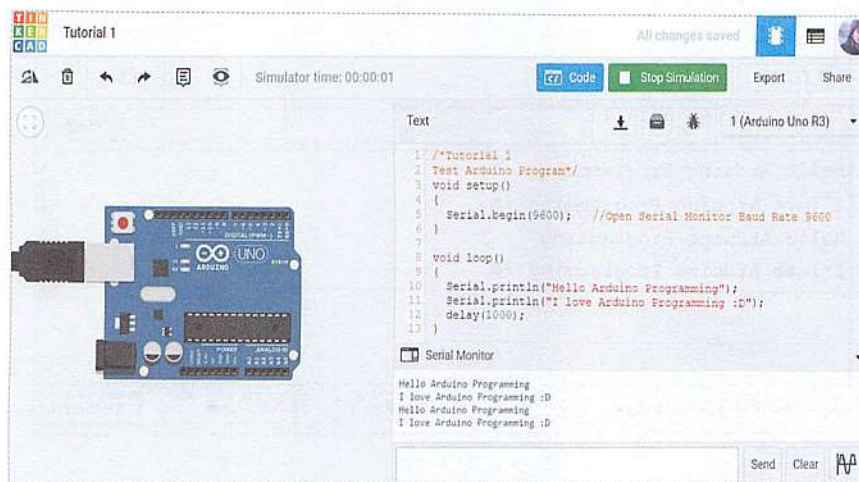 TIN
KER
CAD
Tutorial 1
All changes saved
Simulator time: 00:00:01
Code
Stop Simulation
Export
Share
Text
1 (Arduino Uno R3)
1 /*Tutorial 1
2 Test Arduino Program*/
3 void setup()
4 {
5 Serial.begin(9600); //Open Serial Monitor Baud Rate 9600
6 }
7
8 void loop()
9 {
10 Serial.println("Hello Arduino Programming");
11 Serial.println("I love Arduino Programming :D");
12 delay(1000);
13 }
DIGITAL (PWM~)
UNO
ARDUINO
POWER
ANALOG IN
Serial Monitor
Hello Arduino Programming
I love Arduino Programming :D
Hello Arduino Programming
I love Arduino Programming :D
Send
Clear